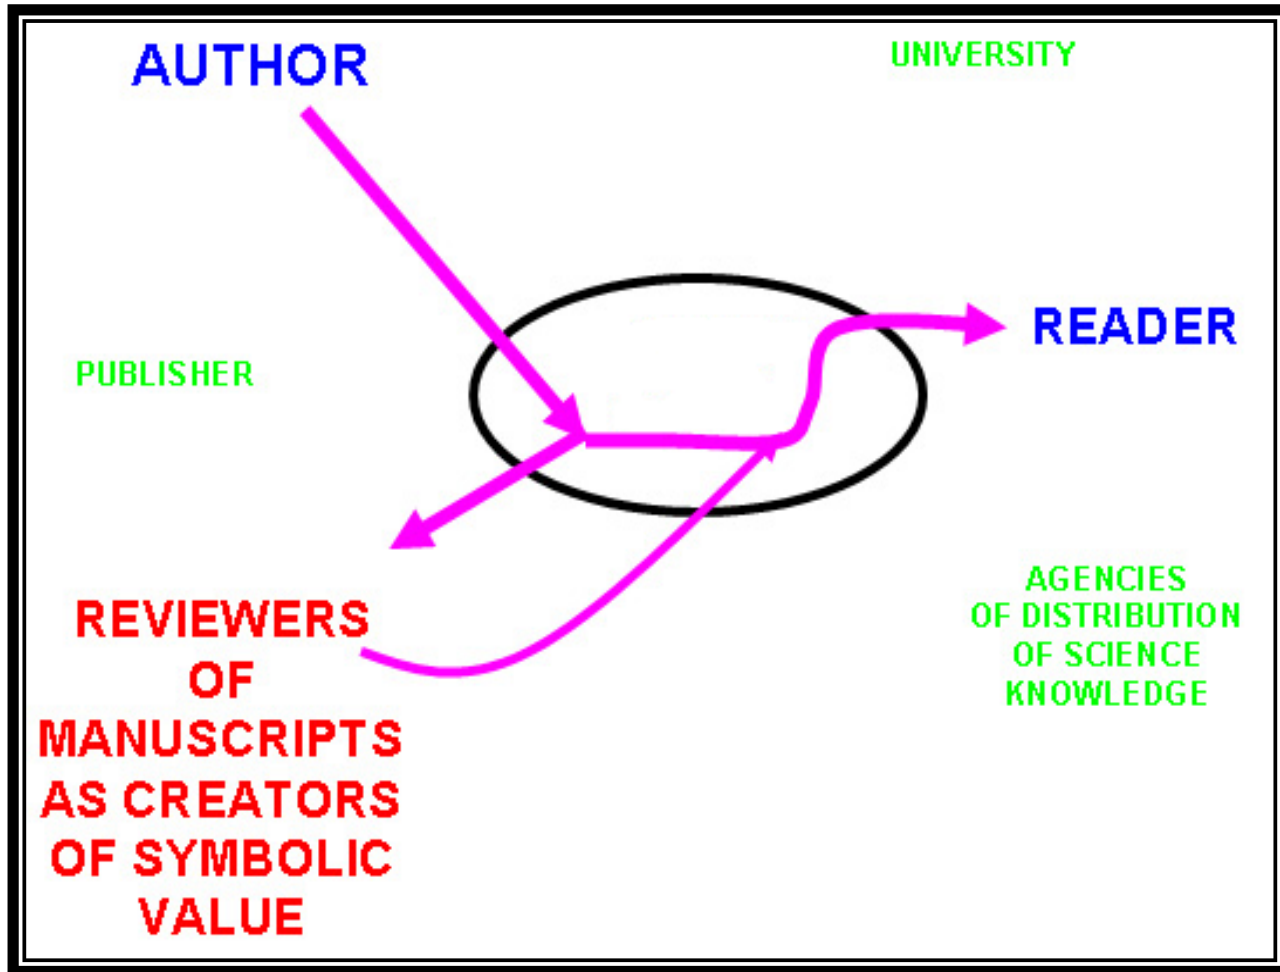 AUTHOR
UNIVERSITY
READER
PUBLISHER
AGENCIES
OF DISTRIBUTION
OF SCIENCE
KNOWLEDGE
REVIEWERS
OF
MANUSCRIPTS
AS CREATORS
OF SYMBOLIC
VALUE